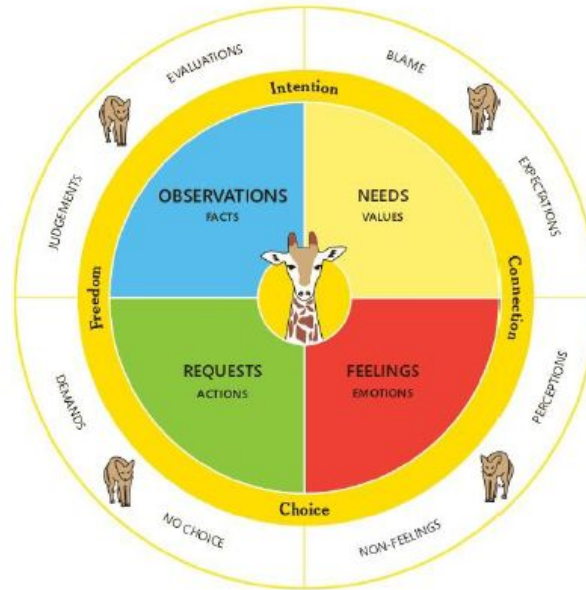 EVALUATIONS
BLAME
JUDGEMENTS
EXPECTATIONS
Intention
OBSERVATIONS
FACTS
NEEDS
VALUES
Freedom
Connection
REQUESTS
ACTIONS
FEELINGS
EMOTIONS
Choice
DEMANDS
PERCEPTIONS
NO CHOICE
NON-FEELINGS